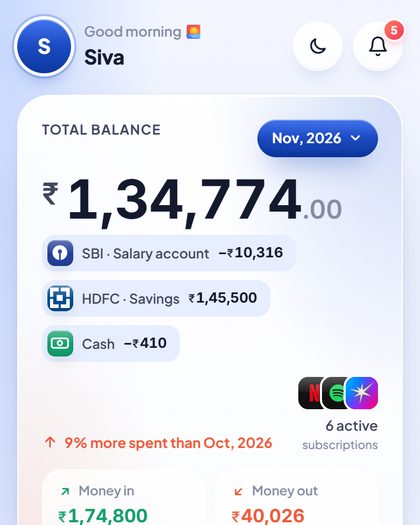 S
Good morning 🌅
Siva
5
TOTAL BALANCE
Nov, 2026
₹ 1,34,774.00
SBI · Salary account −₹10,316
HDFC · Savings ₹1,45,500
Cash −₹410
N
6 active
subscriptions
↑ 9% more spent than Oct, 2026
↗ Money in
₹1,74,800
↙ Money out
₹40,026